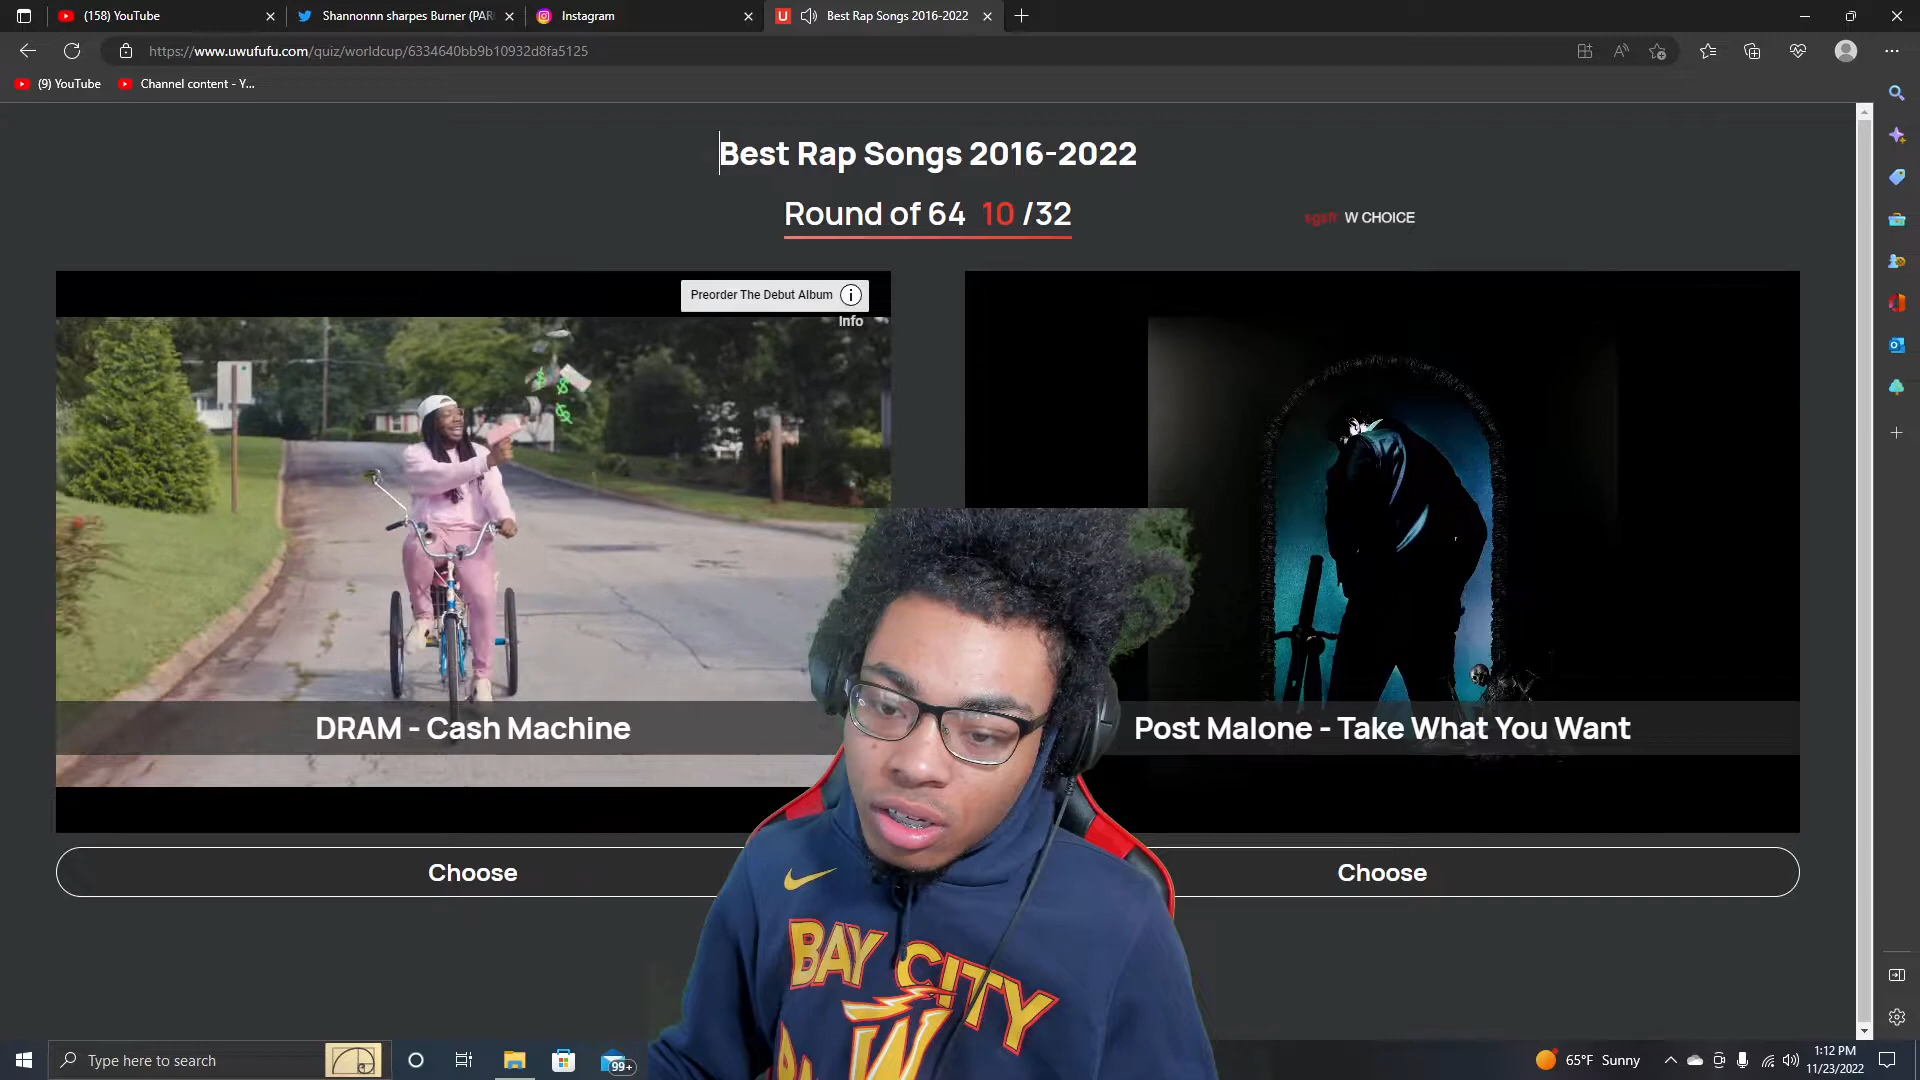 (158) YouTube
Shannonnn sharpes Burner (PAR
Instagram
Best Rap Songs 2016-2022
https://www.uwufufu.com/quiz/worldcup/6334640bb9b10932d8fa5125
(9) YouTube
Channel content - Y...
Best Rap Songs 2016-2022
Round of 64 10 /32
sgsfr W CHOICE
Preorder The Debut Album
Info
DRAM - Cash Machine
Post Malone - Take What You Want
Choose
Choose
BAY CITY
Type here to search
99+
65°F Sunny
1:12 PM
11/23/2022